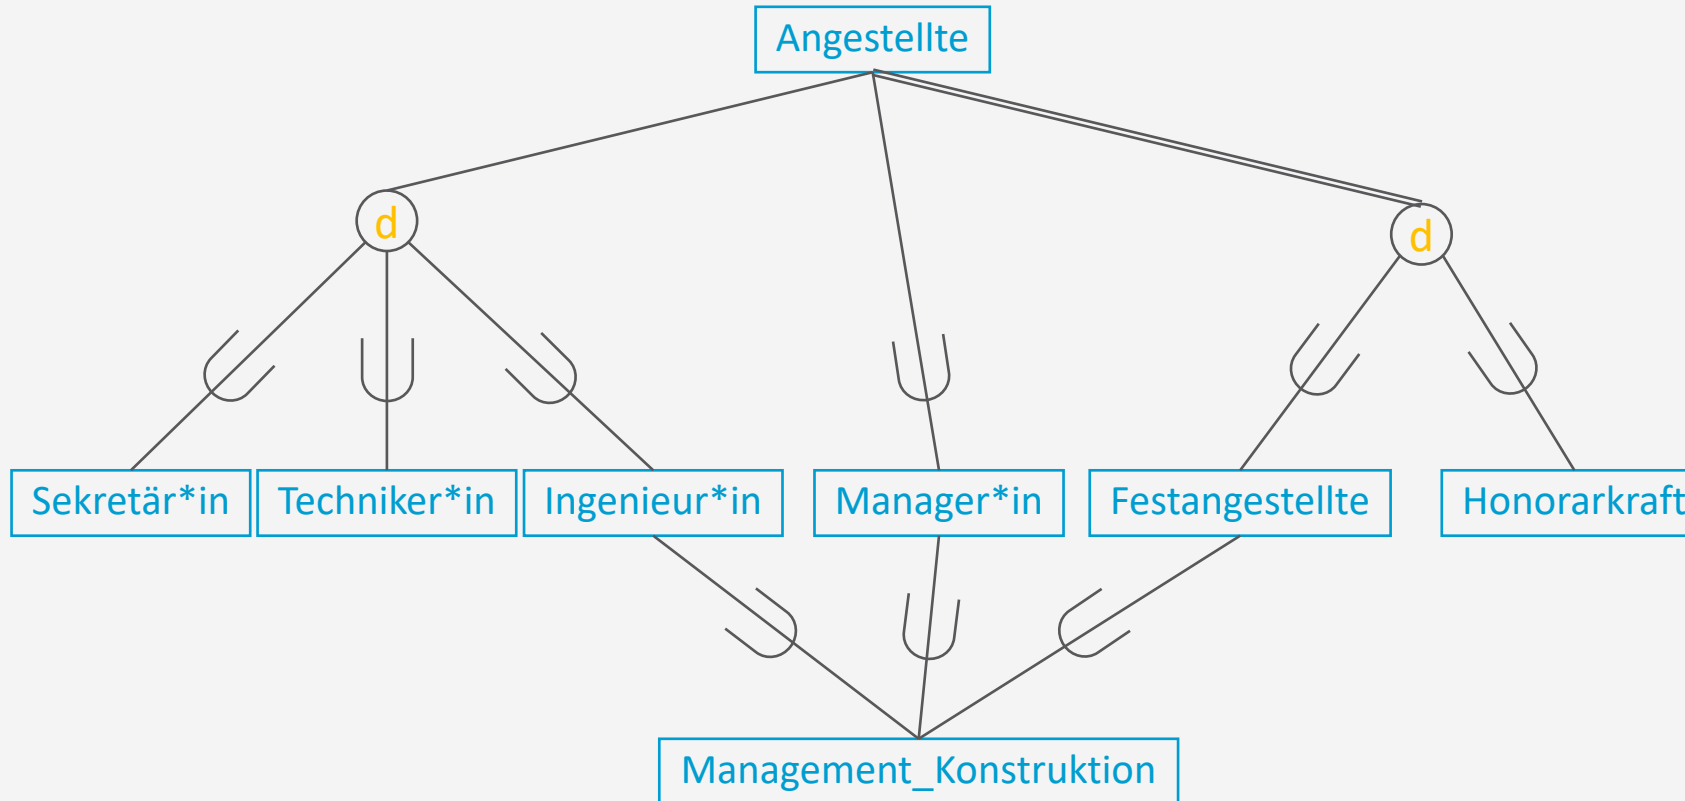 Angestellte
d
d
Sekretär*in
Techniker*in
Ingenieur*in
Manager*in
Festangestellte
Honorarkraft
Management_Konstruktion